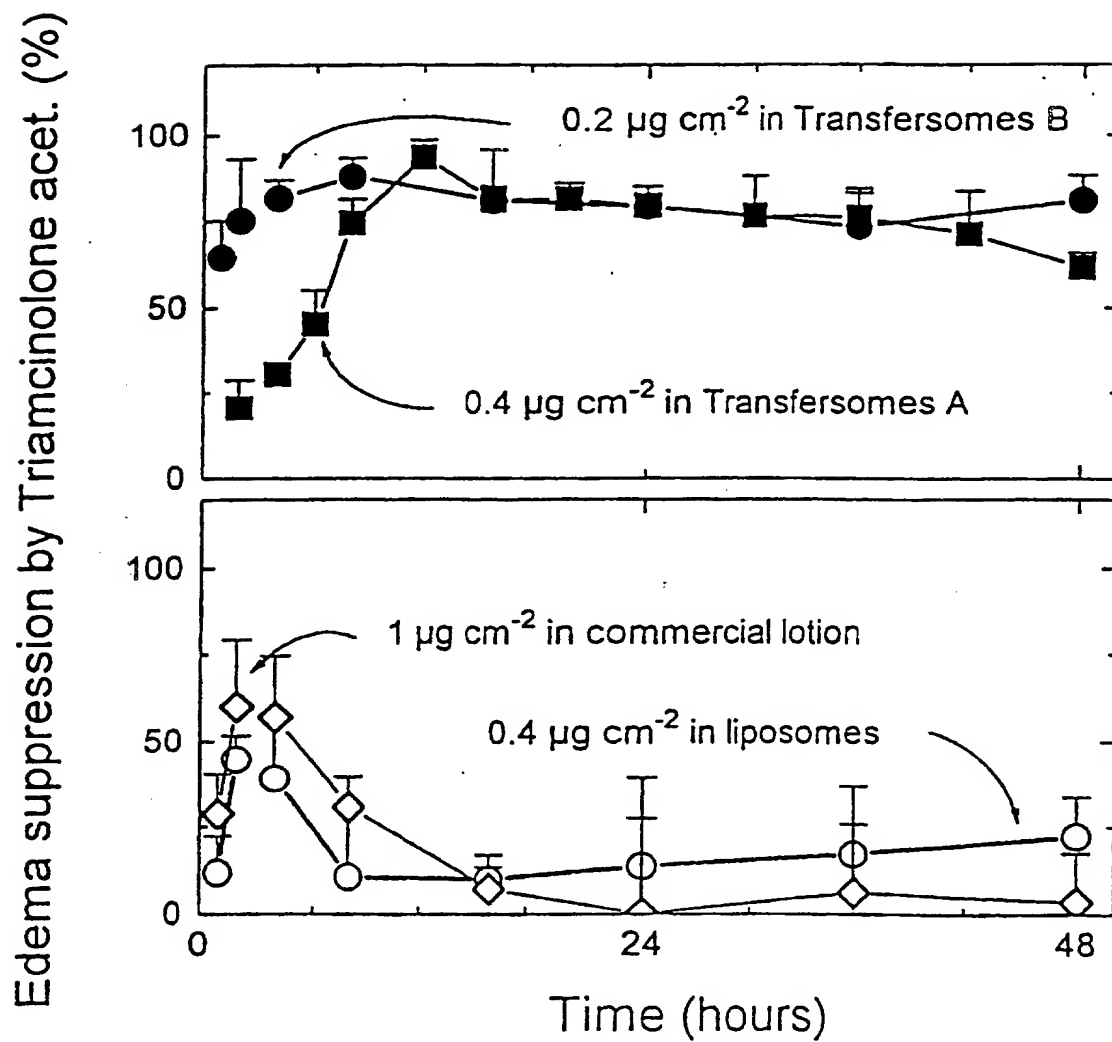 Edema suppression by Triamcinolone acet. (%)
100
50
0
0.2 µg cm⁻² in Transfersomes B
0.4 µg cm⁻² in Transfersomes A
100
50
0
1 µg cm⁻² in commercial lotion
0.4 µg cm⁻² in liposomes
0
24
48
Time (hours)